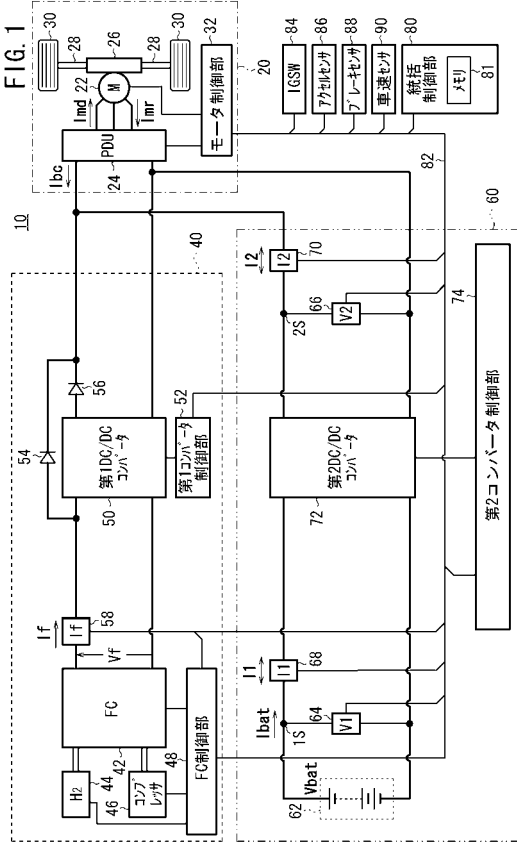 FIG. 1
10
30
28
26
28
30
32
22
M
Imd
Imr
モータ制御部
20
PDU
24
Ibc
84
IGSW
86
アクセルセンサ
88
ブレーキセンサ
90
車速センサ
80
統括
制御部
メモリ
81
82
40
54
56
第1DC/DC
コンバータ
50
52
第1コンバータ
制御部
If
If
58
Vf
FC
42
H2
44
コンプ
レッサ
46
48
FC制御部
60
I2
I2
70
2S
66
V2
74
第2DC/DC
コンバータ
72
第2コンバータ制御部
I1
I1
68
Ibat
1S
64
V1
Vbat
62